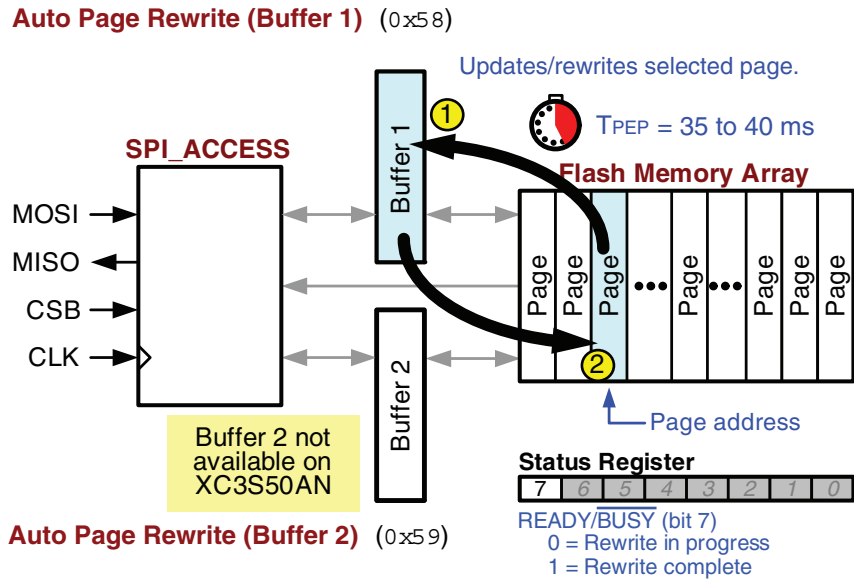 Auto Page Rewrite (Buffer 1) (0x58)
Updates/rewrites selected page.
1
TPEP = 35 to 40 ms
SPI_ACCESS
Buffer 1
Flash Memory Array
MOSI
MISO
CSB
CLK
Page Page Page ••• Page ••• Page Page Page
2
Buffer 2
Page address
Buffer 2 not
available on
XC3S50AN
Status Register
7 6 5 4 3 2 1 0
READY/BUSY (bit 7)
0 = Rewrite in progress
1 = Rewrite complete
Auto Page Rewrite (Buffer 2) (0x59)